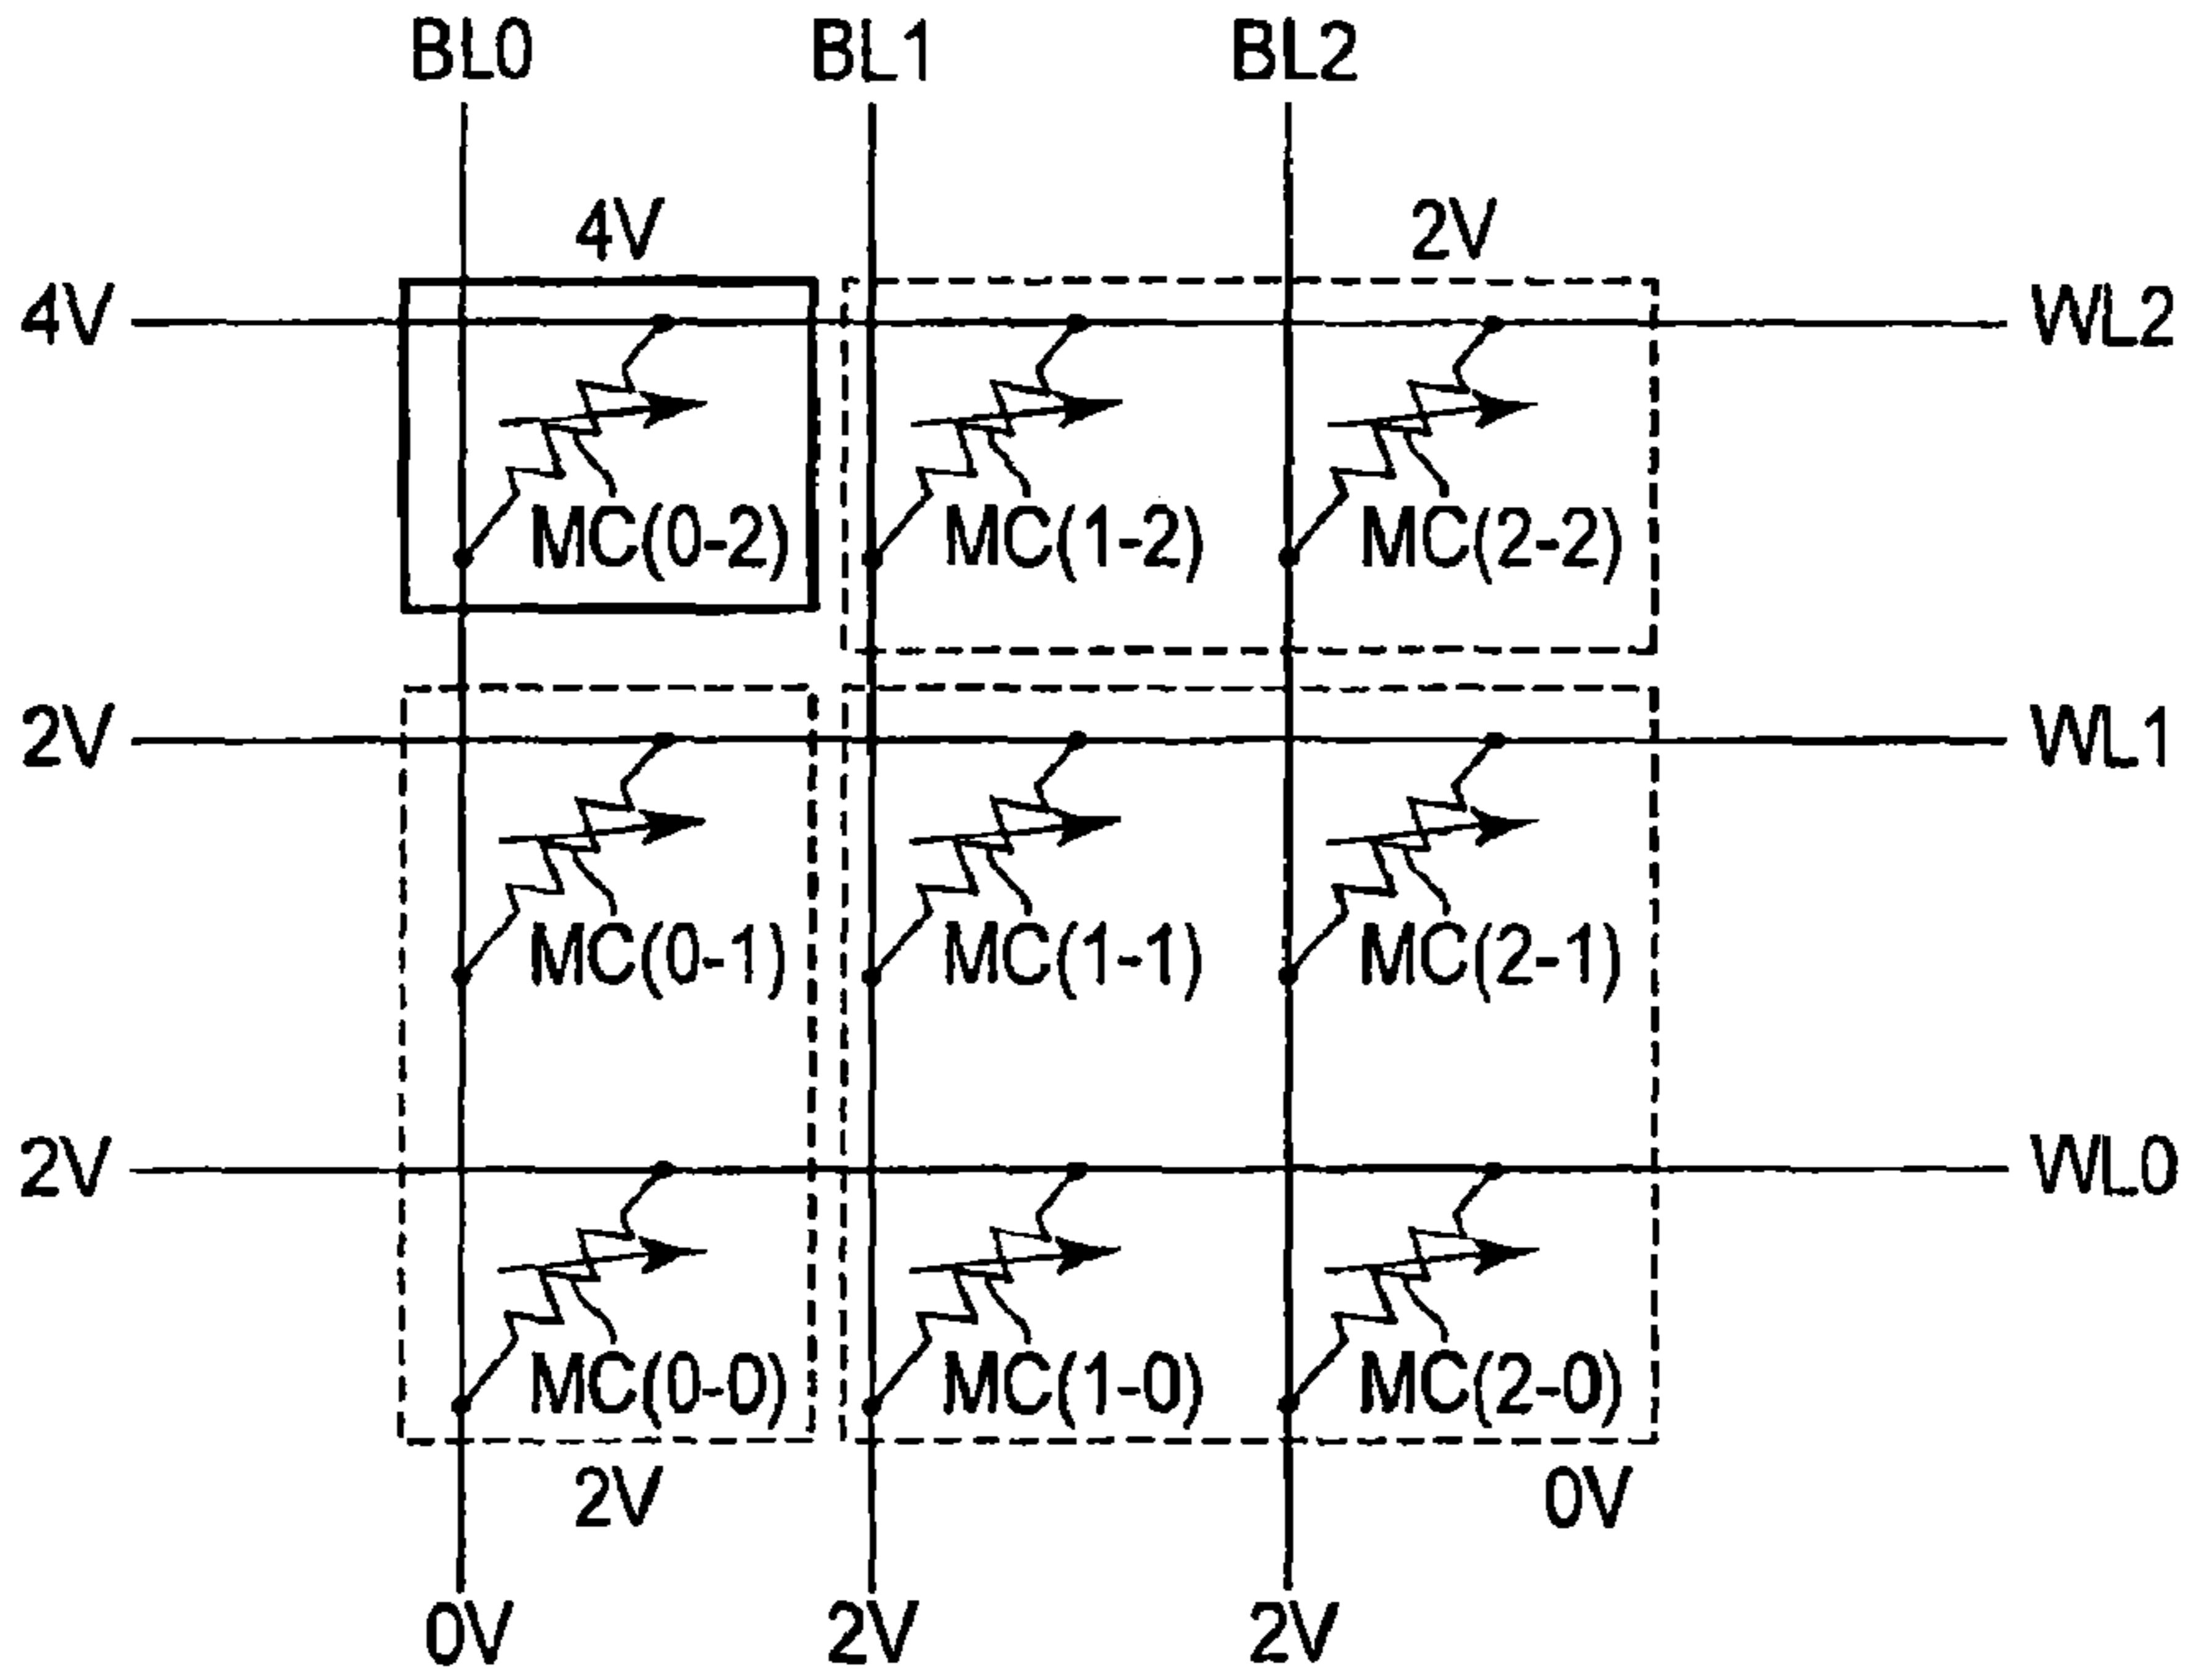 BL0 BL1 BL2
4V 2V
4V WL2
MC(0-2) MC(1-2) MC(2-2)
2V WL1
MC(0-1) MC(1-1) MC(2-1)
2V WL0
MC(0-0) MC(1-0) MC(2-0)
2V 0V
0V 2V 2V